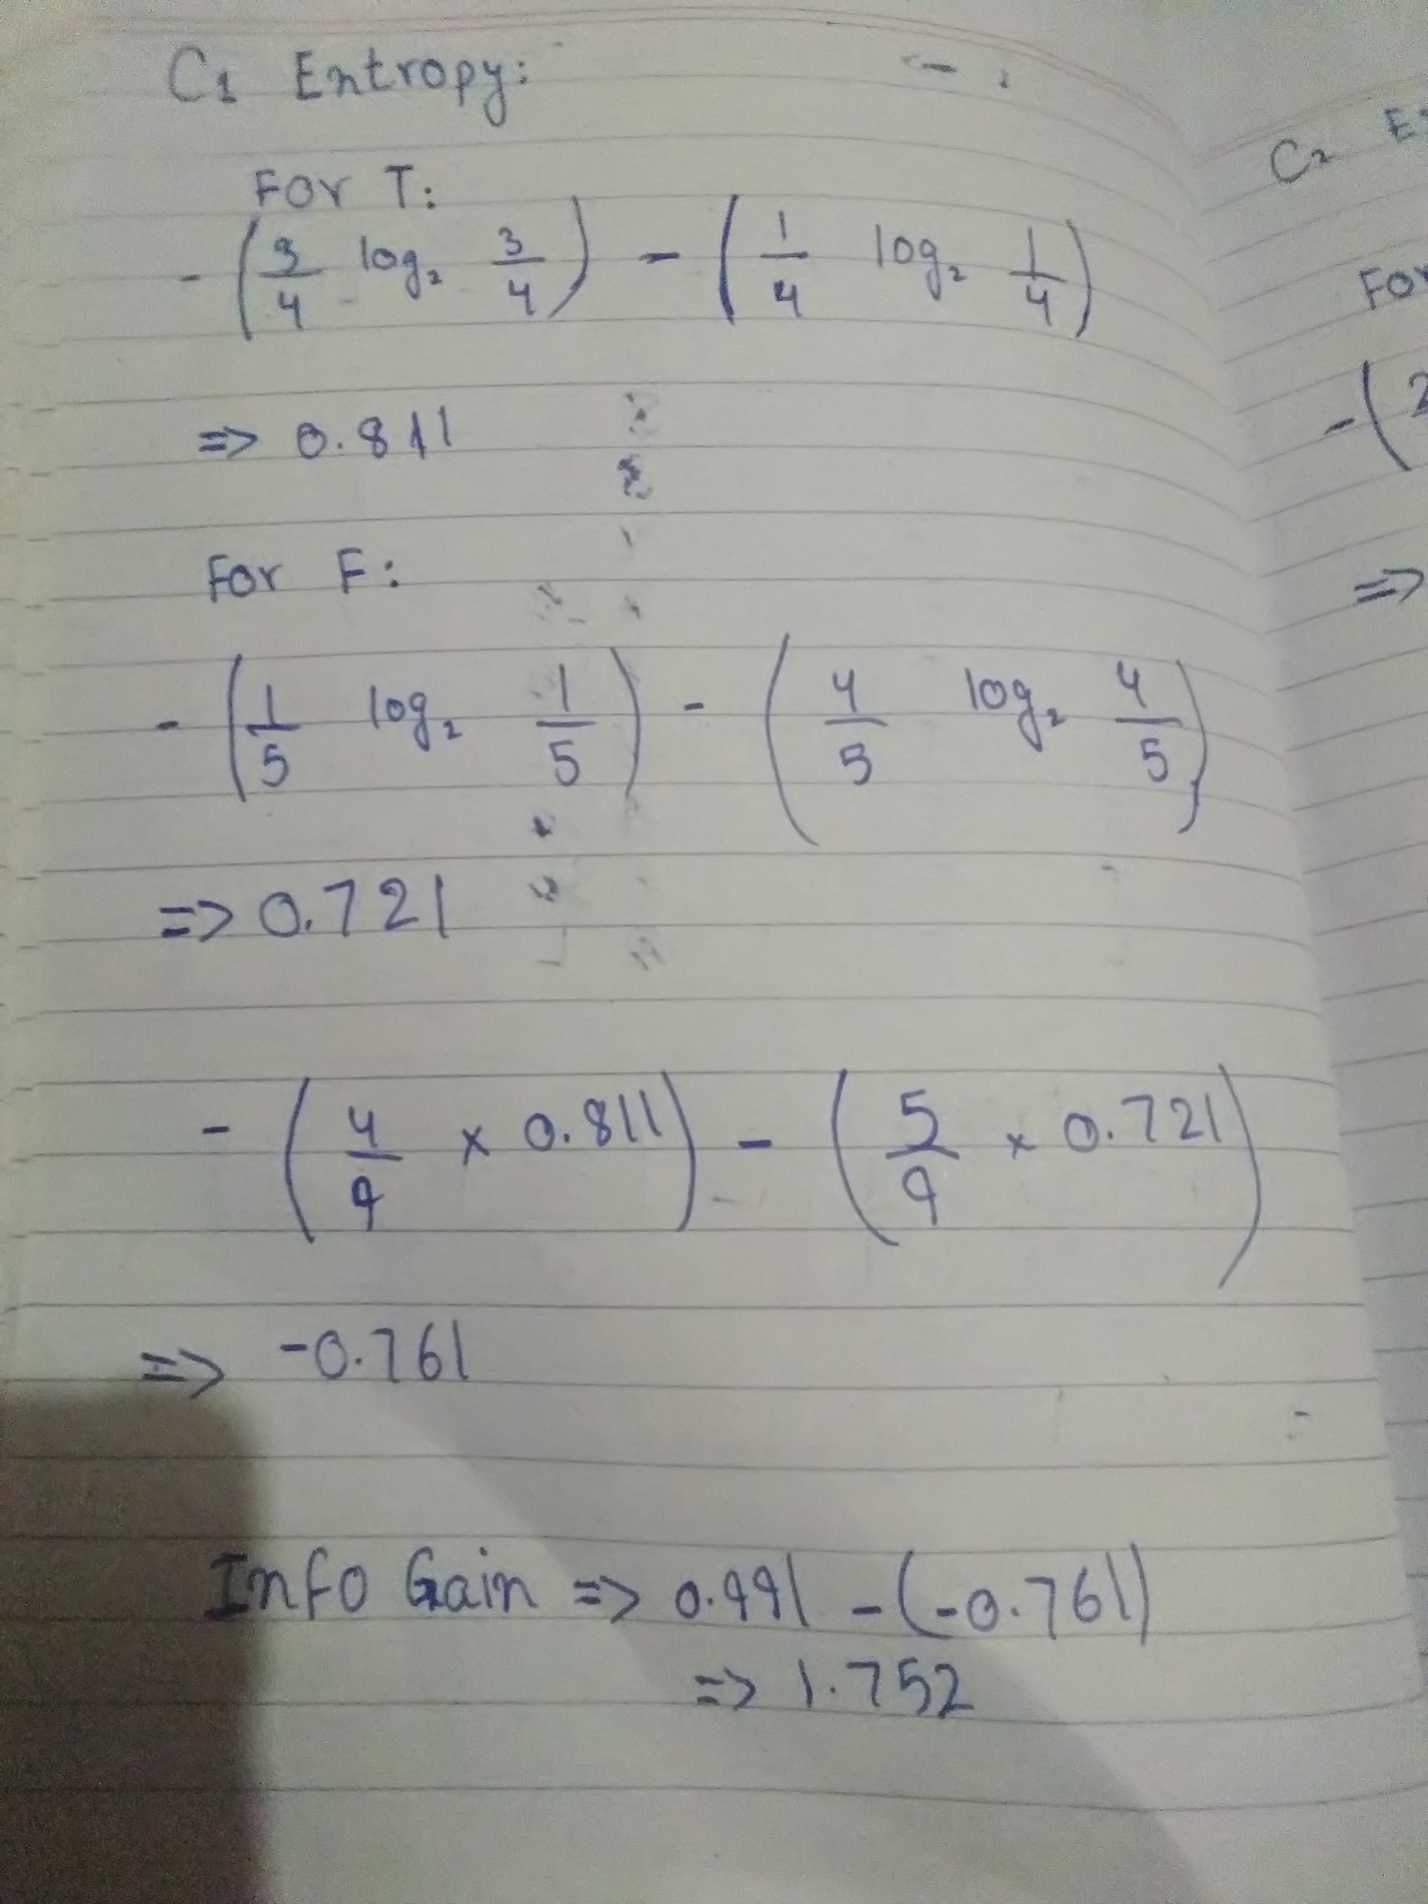 C1 Entropy:
For T:
- (3/4 log₂ 3/4) - (1/4 log₂ 1/4)
=> 0.811
For F:
- (1/5 log₂ 1/5) - (4/5 log₂ 4/5)
=> 0.721
- (4/9 x 0.811) - (5/9 x 0.721)
=> -0.761
Info Gain => 0.991 - (-0.761)
=> 1.752
C2
For
-(2
=>